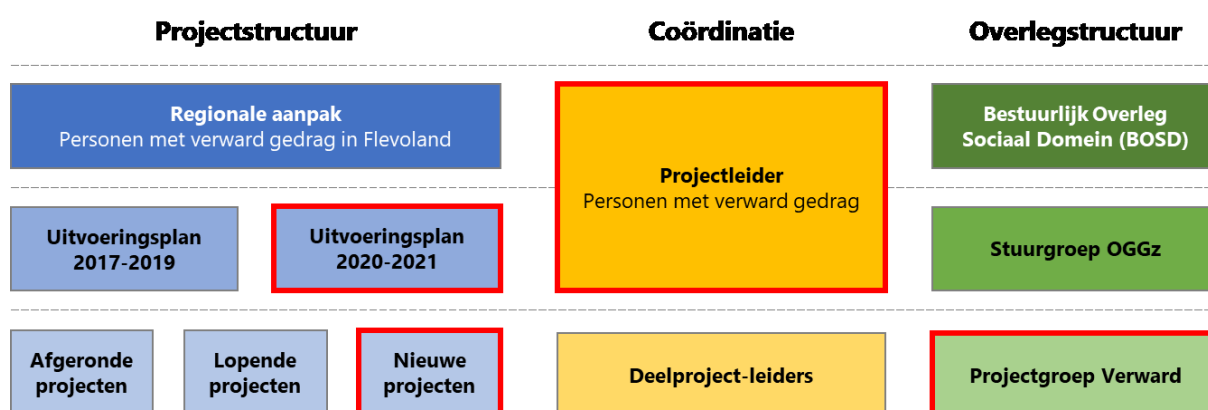 Projectstructuur
Coördinatie
Overlegstructuur
Regionale aanpak
Personen met verward gedrag in Flevoland
Projectleider
Personen met verward gedrag
Bestuurlijk Overleg
Sociaal Domein (BOSD)
Uitvoeringsplan
2017-2019
Uitvoeringsplan
2020-2021
Stuurgroep OGGz
Afgeronde
projecten
Lopende
projecten
Nieuwe
projecten
Deelproject-leiders
Projectgroep Verward